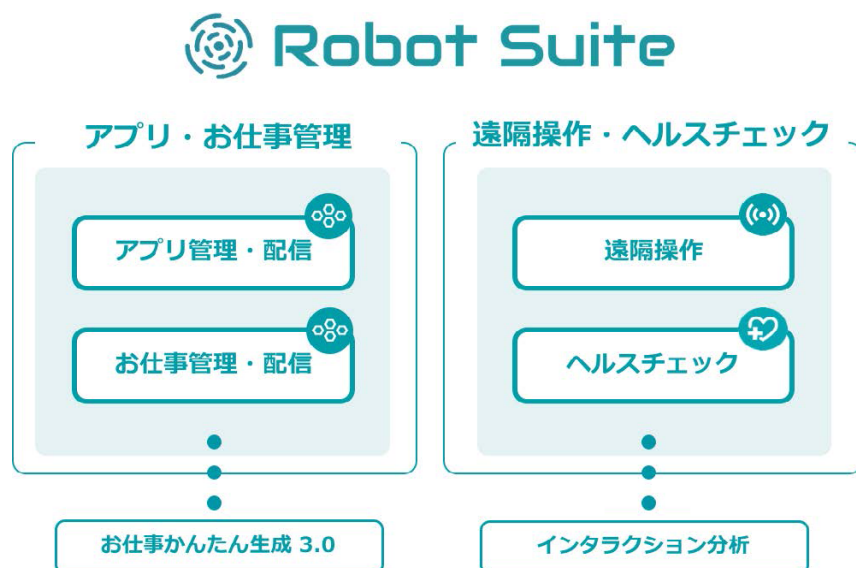 Robot Suite
アプリ・お仕事管理
アプリ管理・配信
お仕事管理・配信
お仕事かんたん生成 3.0
遠隔操作・ヘルスチェック
遠隔操作
ヘルスチェック
インタラクション分析